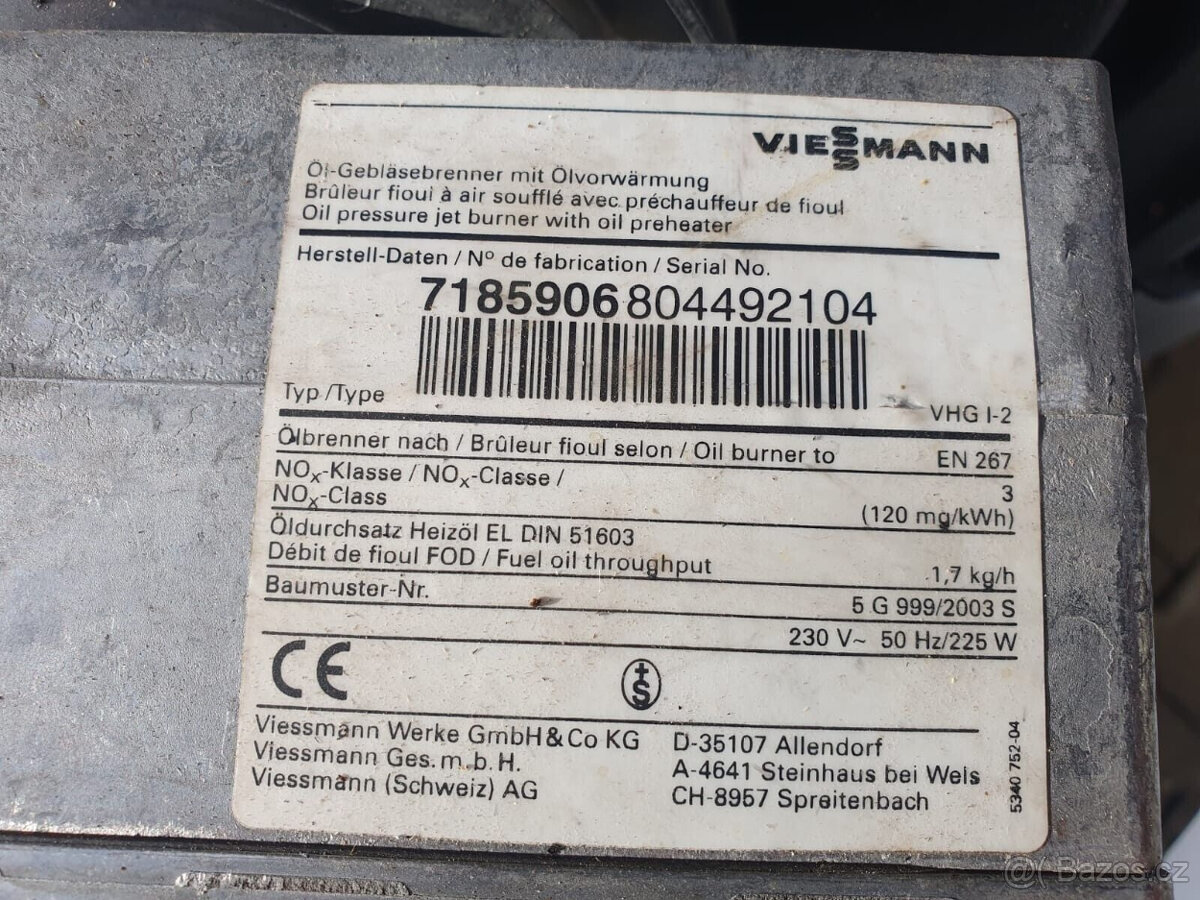 VIESSMANN
Öl-Gebläsebrenner mit Ölvorwärmung
Brûleur fioul à air soufflé avec préchauffeur de fioul
Oil pressure jet burner with oil preheater
Herstell-Daten / Nº de fabrication / Serial No.
7185906804492104
Typ /Type VHG I-2
Ölbrenner nach / Brûleur fioul selon / Oil burner to EN 267
NOx-Klasse / NOx-Classe / 3
NOx-Class (120 mg/kWh)
Öldurchsatz Heizöl EL DIN 51603
Débit de fioul FOD / Fuel oil throughput 1,7 kg/h
Baumuster-Nr. 5 G 999/2003 S
230 V~ 50 Hz/225 W
CE
+S
Viessmann Werke GmbH & Co KG D-35107 Allendorf
Viessmann Ges. m. b. H. A-4641 Steinhaus bei Wels
Viessmann (Schweiz) AG CH-8957 Spreitenbach
5340 752-04
@( Bazos.cz